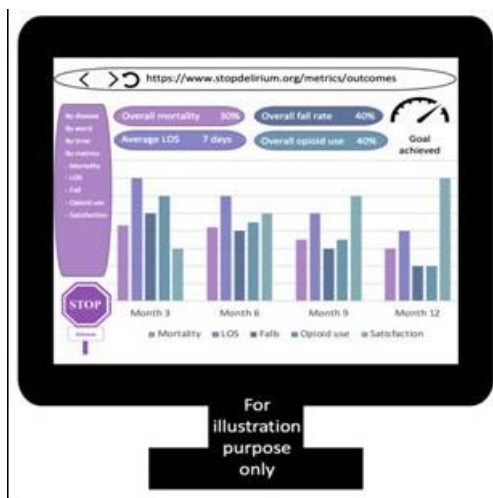 https://www.stopdelirium.org/metrics/outcomes
By disease
By ward
By time
By metrics
- Mortality
- LOS
- Fall
- Opioid use
- Satisfaction
Overall mortality 30%
Overall fall rate 40%
Average LOS 7 days
Overall opioid use 40%
Goal
achieved
STOP
Month 3
Month 6
Month 9
Month 12
Mortality
LOS
Falls
Opioid use
Satisfaction
For
illustration
purpose
only